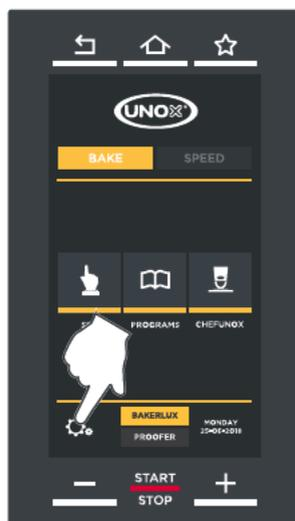 UNOX
BAKE SPEED
PROGRAMS CHEFUNOX
BAKERLUX
PROOFER
MONDAY
START
STOP